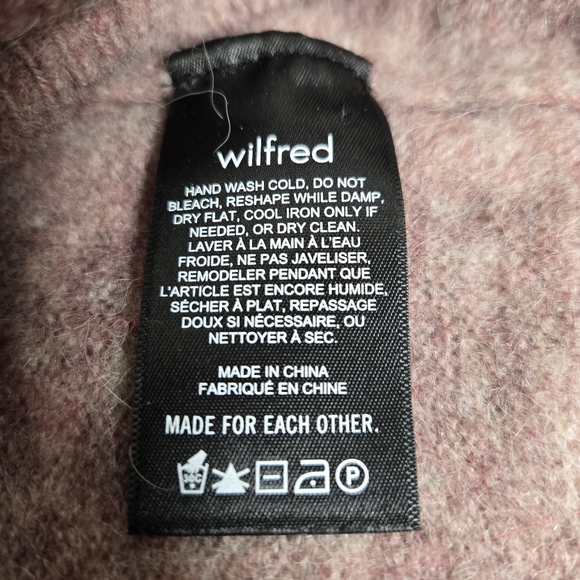 wilfred
HAND WASH COLD, DO NOT
BLEACH, RESHAPE WHILE DAMP,
DRY FLAT, COOL IRON ONLY IF
NEEDED, OR DRY CLEAN.
LAVER À LA MAIN À L'EAU
FROIDE, NE PAS JAVELISER,
REMODELER PENDANT QUE
L'ARTICLE EST ENCORE HUMIDE,
SÉCHER À PLAT, REPASSAGE
DOUX SI NÉCESSAIRE, OU
NETTOYER À SEC.
MADE IN CHINA
FABRIQUÉ EN CHINE
MADE FOR EACH OTHER.
30C P